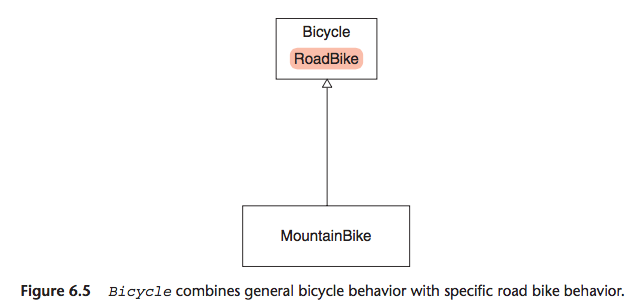 Bicycle
RoadBike
MountainBike
Figure 6.5 Bicycle combines general bicycle behavior with specific road bike behavior.